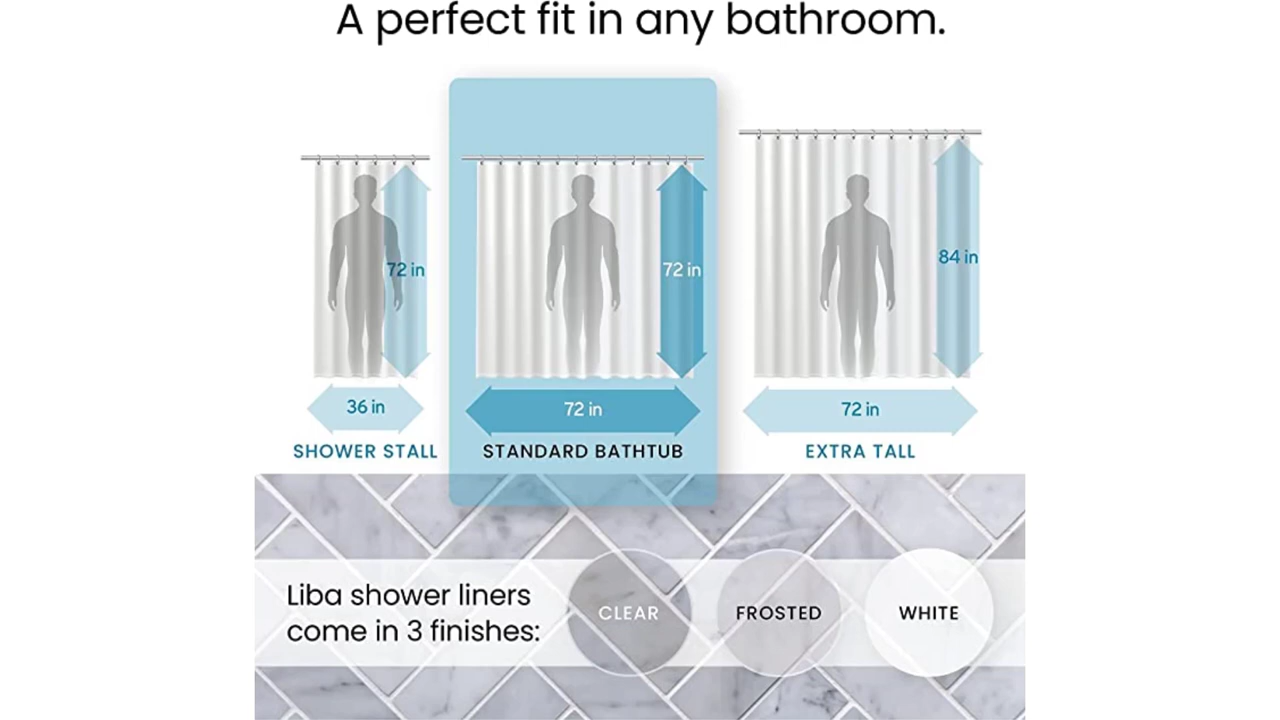 A perfect fit in any bathroom.
72 in
36 in
SHOWER STALL
72 in
72 in
STANDARD BATHTUB
84 in
72 in
EXTRA TALL
Liba shower liners
come in 3 finishes:
CLEAR
FROSTED
WHITE